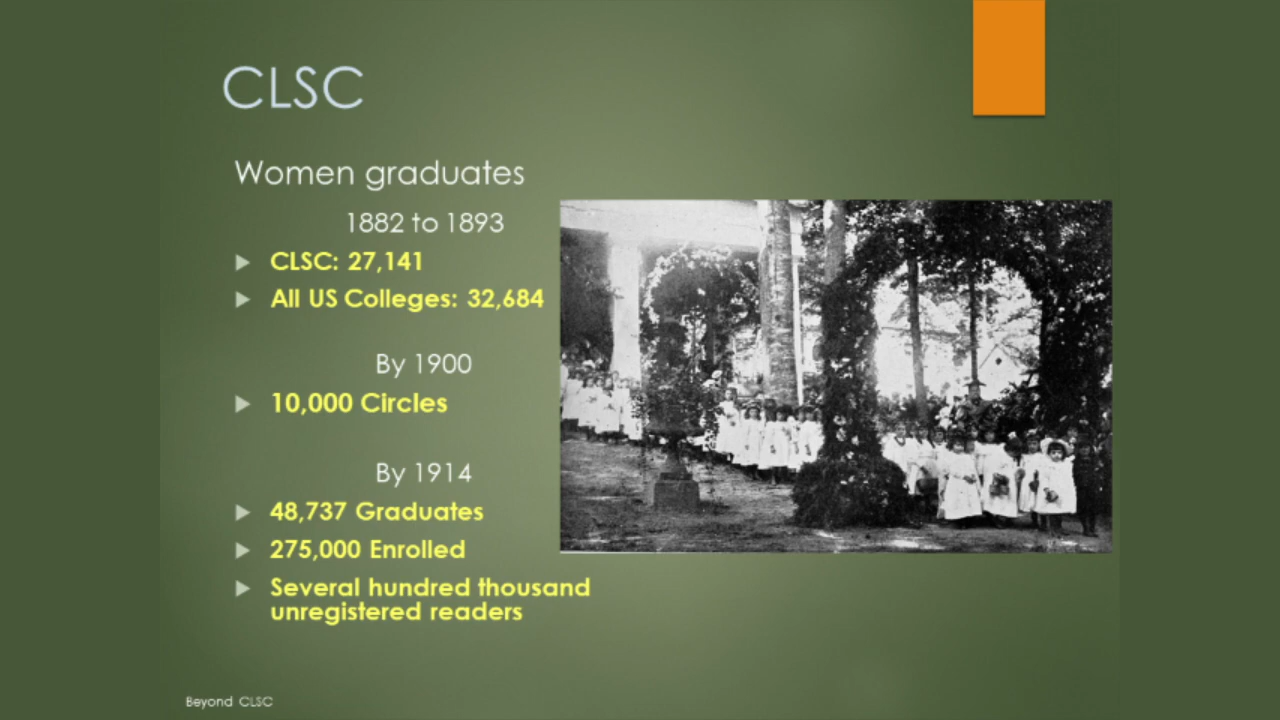 CLSC
Women graduates
1882 to 1893
CLSC: 27,141
All US Colleges: 32,684
By 1900
10,000 Circles
By 1914
48,737 Graduates
275,000 Enrolled
Several hundred thousand
unregistered readers
Beyond CLSC